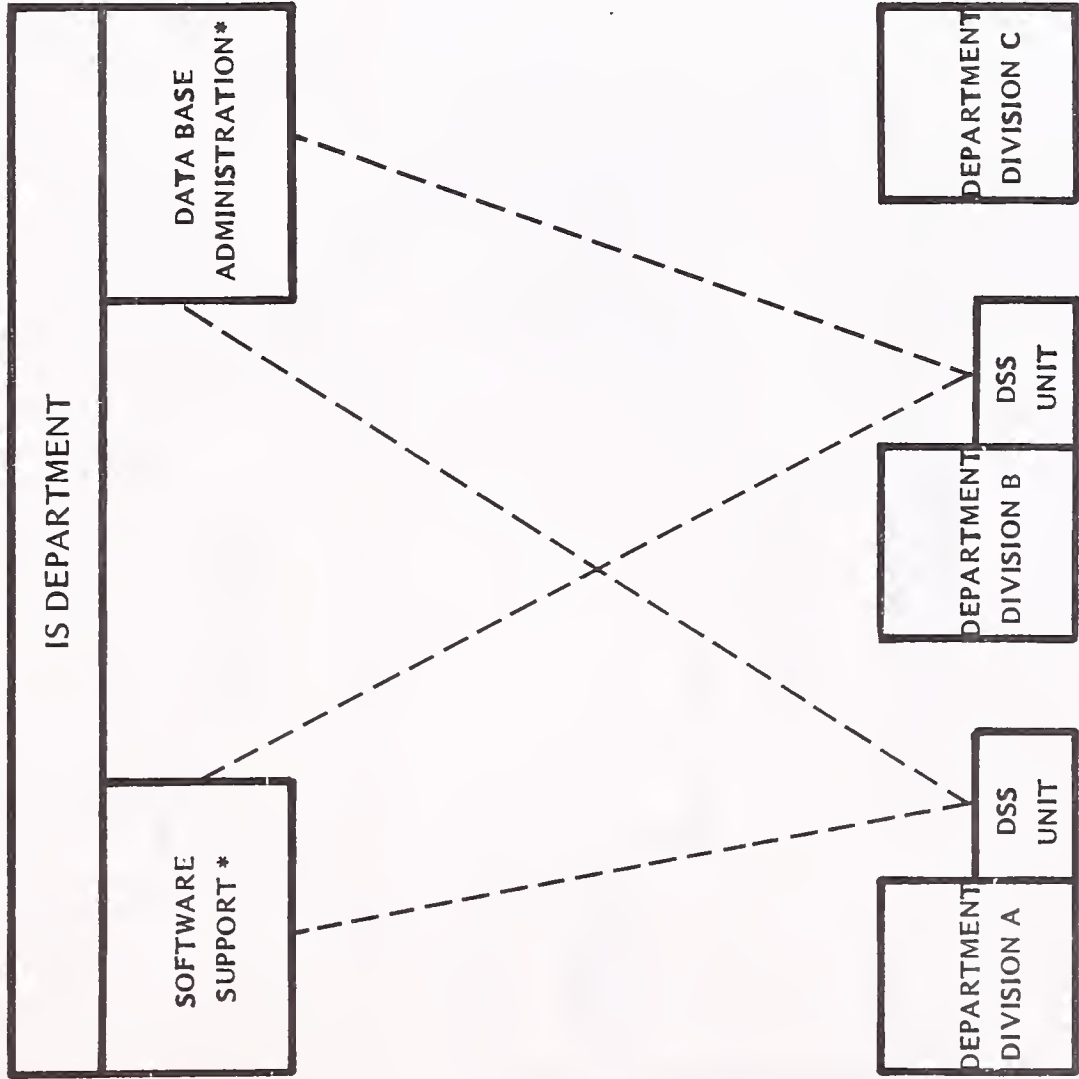 IS DEPARTMENT
SOFTWARE
SUPPORT *
DATA BASE
ADMINISTRATION*
DEPARTMENT
DIVISION A
DSS
UNIT
DEPARTMENT
DIVISION B
DSS
UNIT
DEPARTMENT
DIVISION C